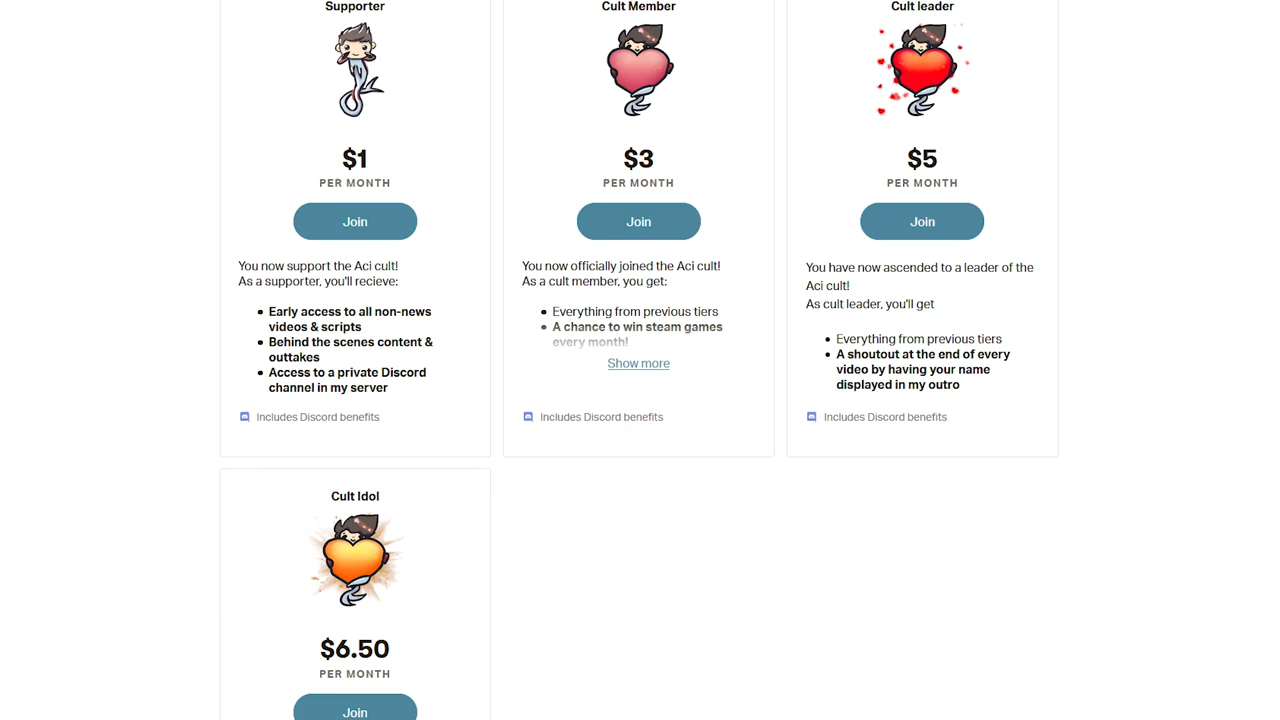 Supporter
$1
PER MONTH
Join
You now support the Aci cult!
As a supporter, you'll recieve:
Early access to all non-news
videos & scripts
Behind the scenes content &
outtakes
Access to a private Discord
channel in my server
Includes Discord benefits
Cult Member
$3
PER MONTH
Join
You now officially joined the Aci cult!
As a cult member, you get:
Everything from previous tiers
A chance to win steam games
every month!
Show more
Includes Discord benefits
Cult leader
$5
PER MONTH
Join
You have now ascended to a leader of the
Aci cult!
As cult leader, you'll get
Everything from previous tiers
A shoutout at the end of every
video by having your name
displayed in my outro
Includes Discord benefits
Cult Idol
$6.50
PER MONTH
Join